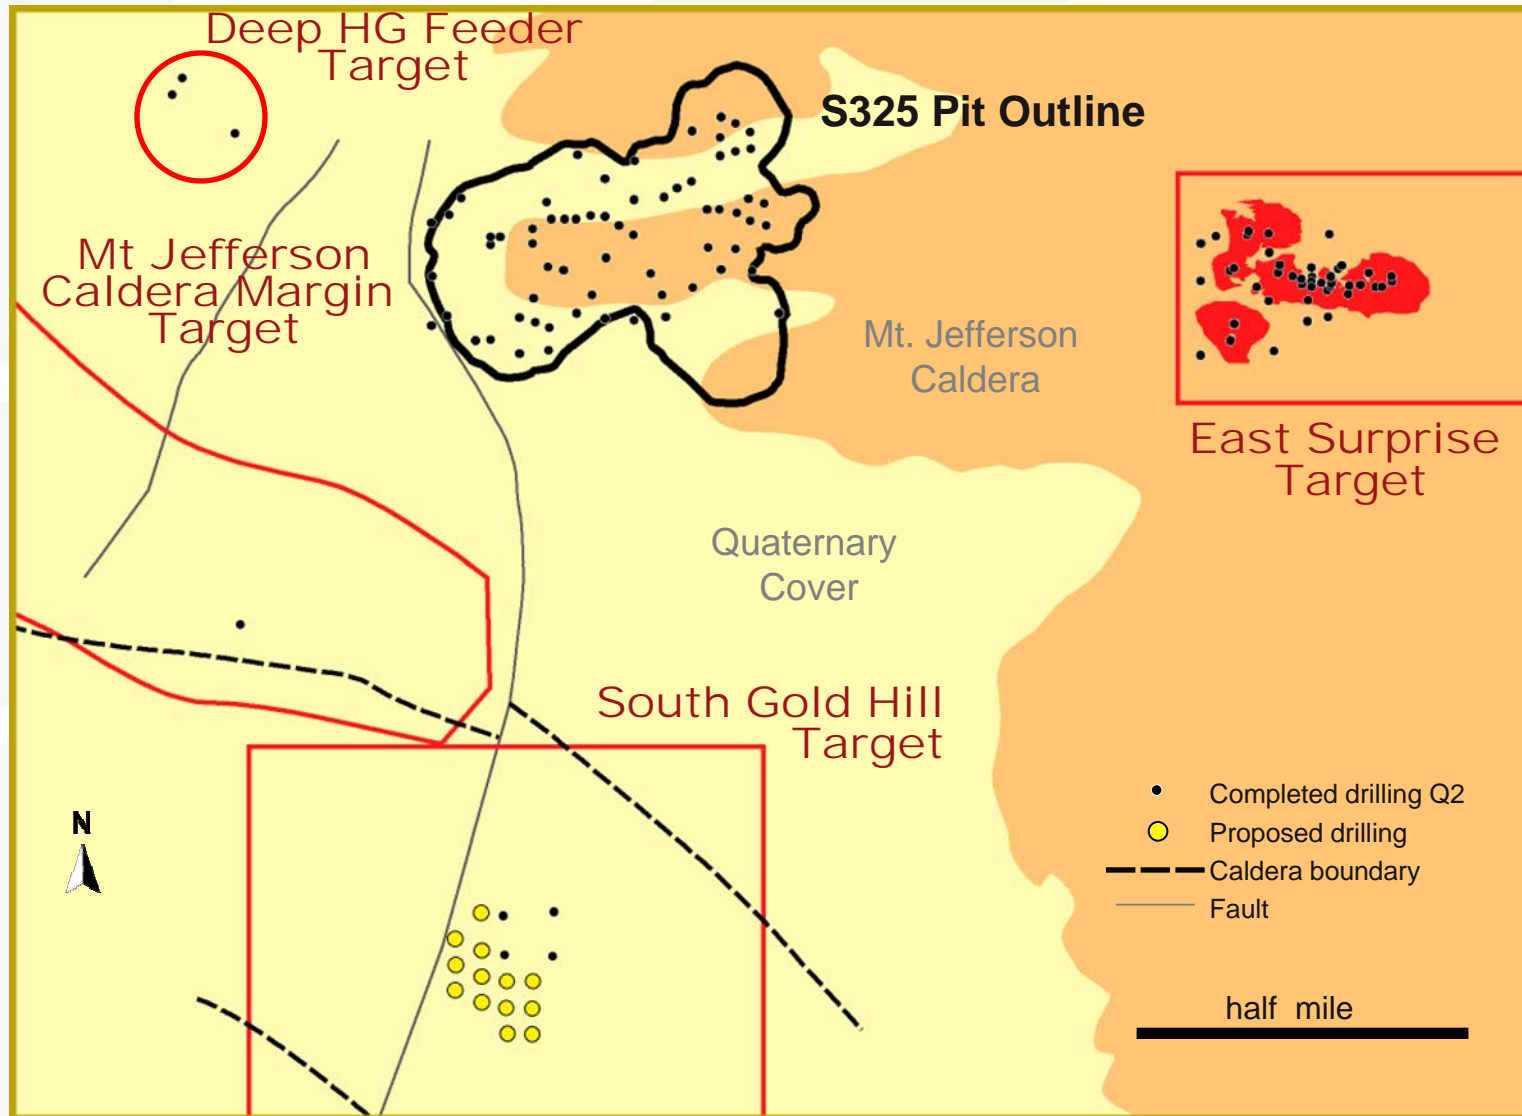 Deep HG Feeder
Target
S325 Pit Outline
Mt Jefferson
Caldera Margin
Target
Mt. Jefferson
Caldera
East Surprise
Target
Quaternary
Cover
South Gold Hill
Target
N
Completed drilling Q2
Proposed drilling
Caldera boundary
Fault
half mile